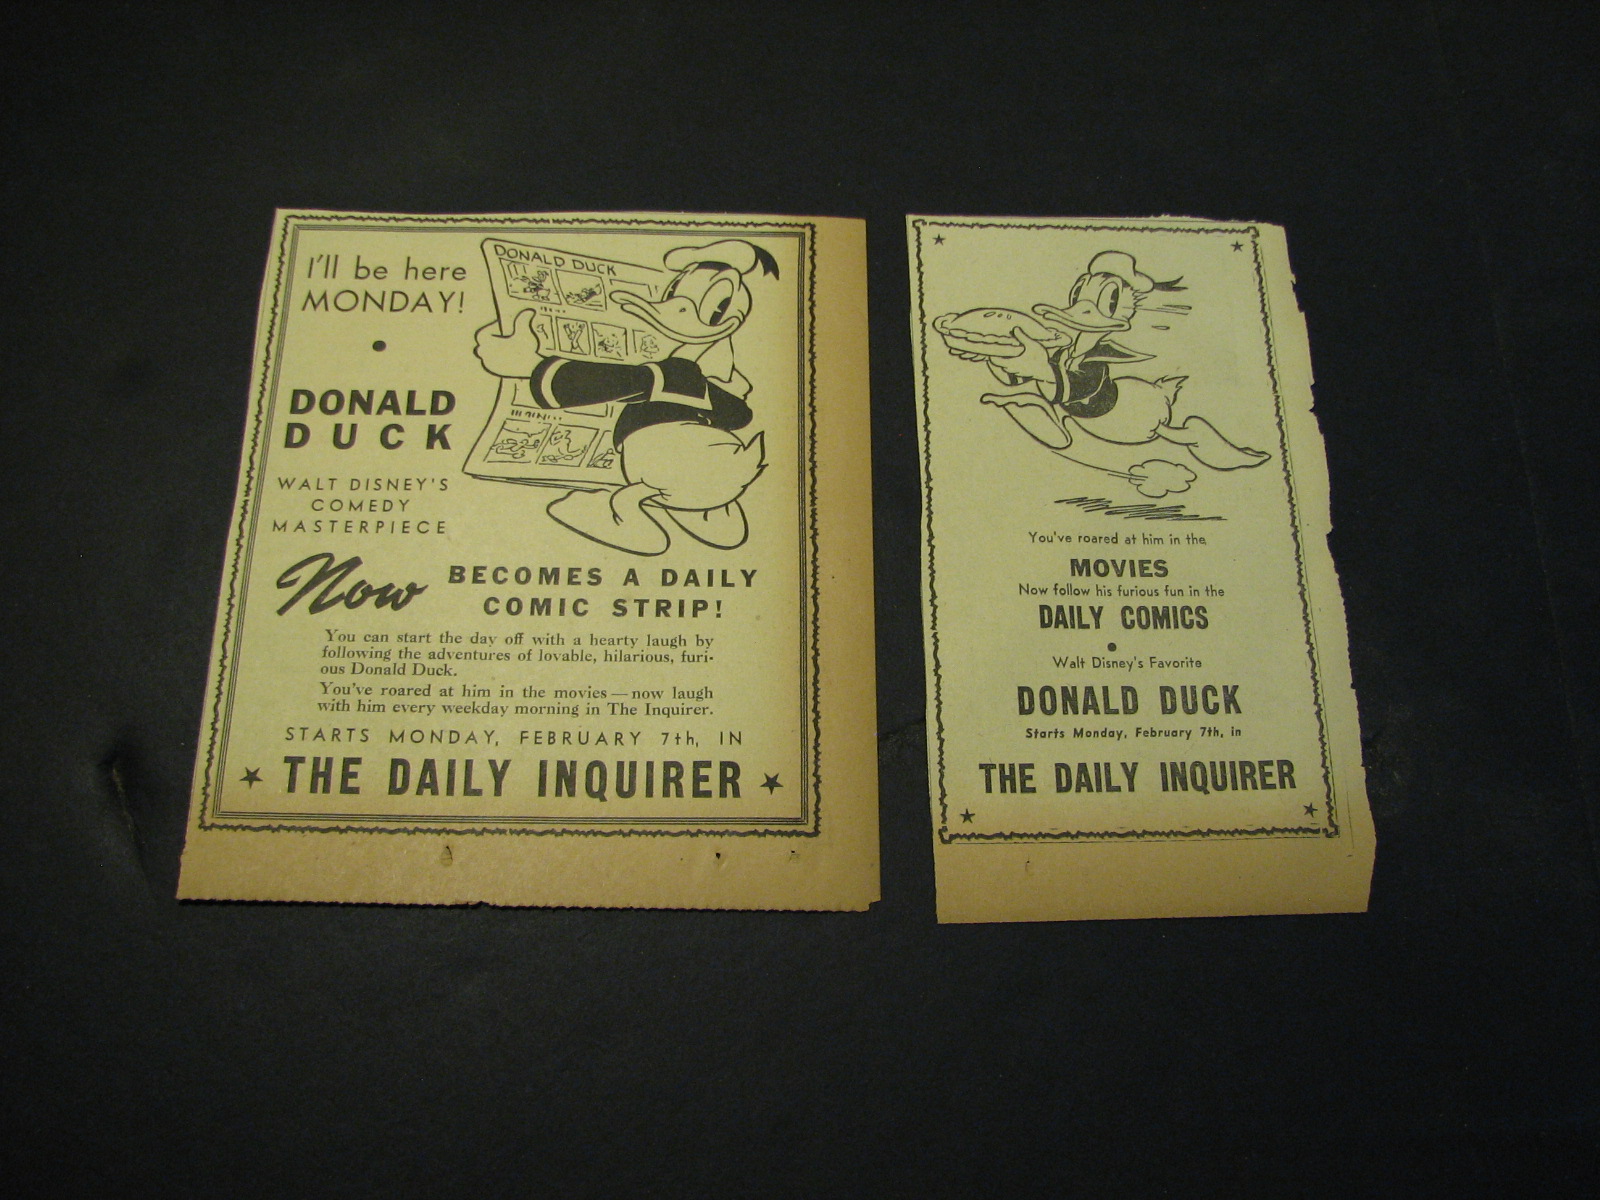 I'll be here
MONDAY!
DONALD
DUCK
WALT DISNEY'S
COMEDY
MASTERPIECE
DONALD DUCK
Now BECOMES A DAILY
COMIC STRIP!
You can start the day off with a hearty laugh by
following the adventures of lovable, hilarious, furi-
ous Donald Duck.
You've roared at him in the movies — now laugh
with him every weekday morning in The Inquirer.
STARTS MONDAY, FEBRUARY 7th, IN
★ THE DAILY INQUIRER ★
You've roared at him in the
MOVIES
Now follow his furious fun in the
DAILY COMICS
Walt Disney's Favorite
DONALD DUCK
Starts Monday, February 7th, in
THE DAILY INQUIRER